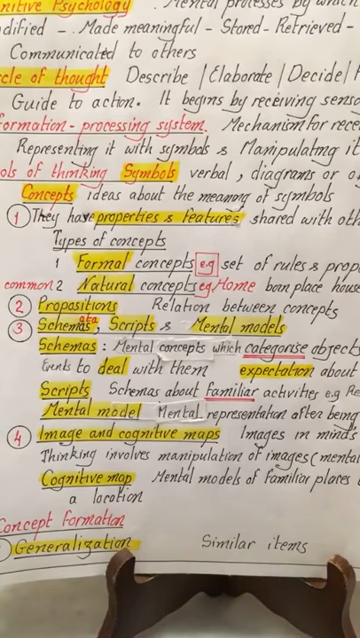 nitive Psychology . Mental processes by which
odified - . Made meaningful - Stored - Retrieved -
Communicated to others
cle of thought Describe / Elaborate / Decide /
Guide to action. It begins by receiving senso
formation - processing system. Mechanism for rece
Representing it with symbols & Manipulating it
ols of thinking Symbols verbal , diagrams or o
Concepts ideas about the meaning of symbols
① They have properties & features shared with oth
Types of concepts
1 Formal concepts e.g set of rules & prop
common 2 Natural concepts eg Home ban place house
② Propositions Relation between concepts
③ Schemas ata , Scripts & Mental models
Schemas : Mental concepts which categorise objects
Events to deal with them expectation about
Scripts Schemas about familiar activities e.g Re
Mental model Mental representation after being
④ Image and cognitive maps Images in minds
Thinking involves manipulation of images (mental
Cognitive map Mental models of familiar places
a location
Concept formation
Generalization Similar items